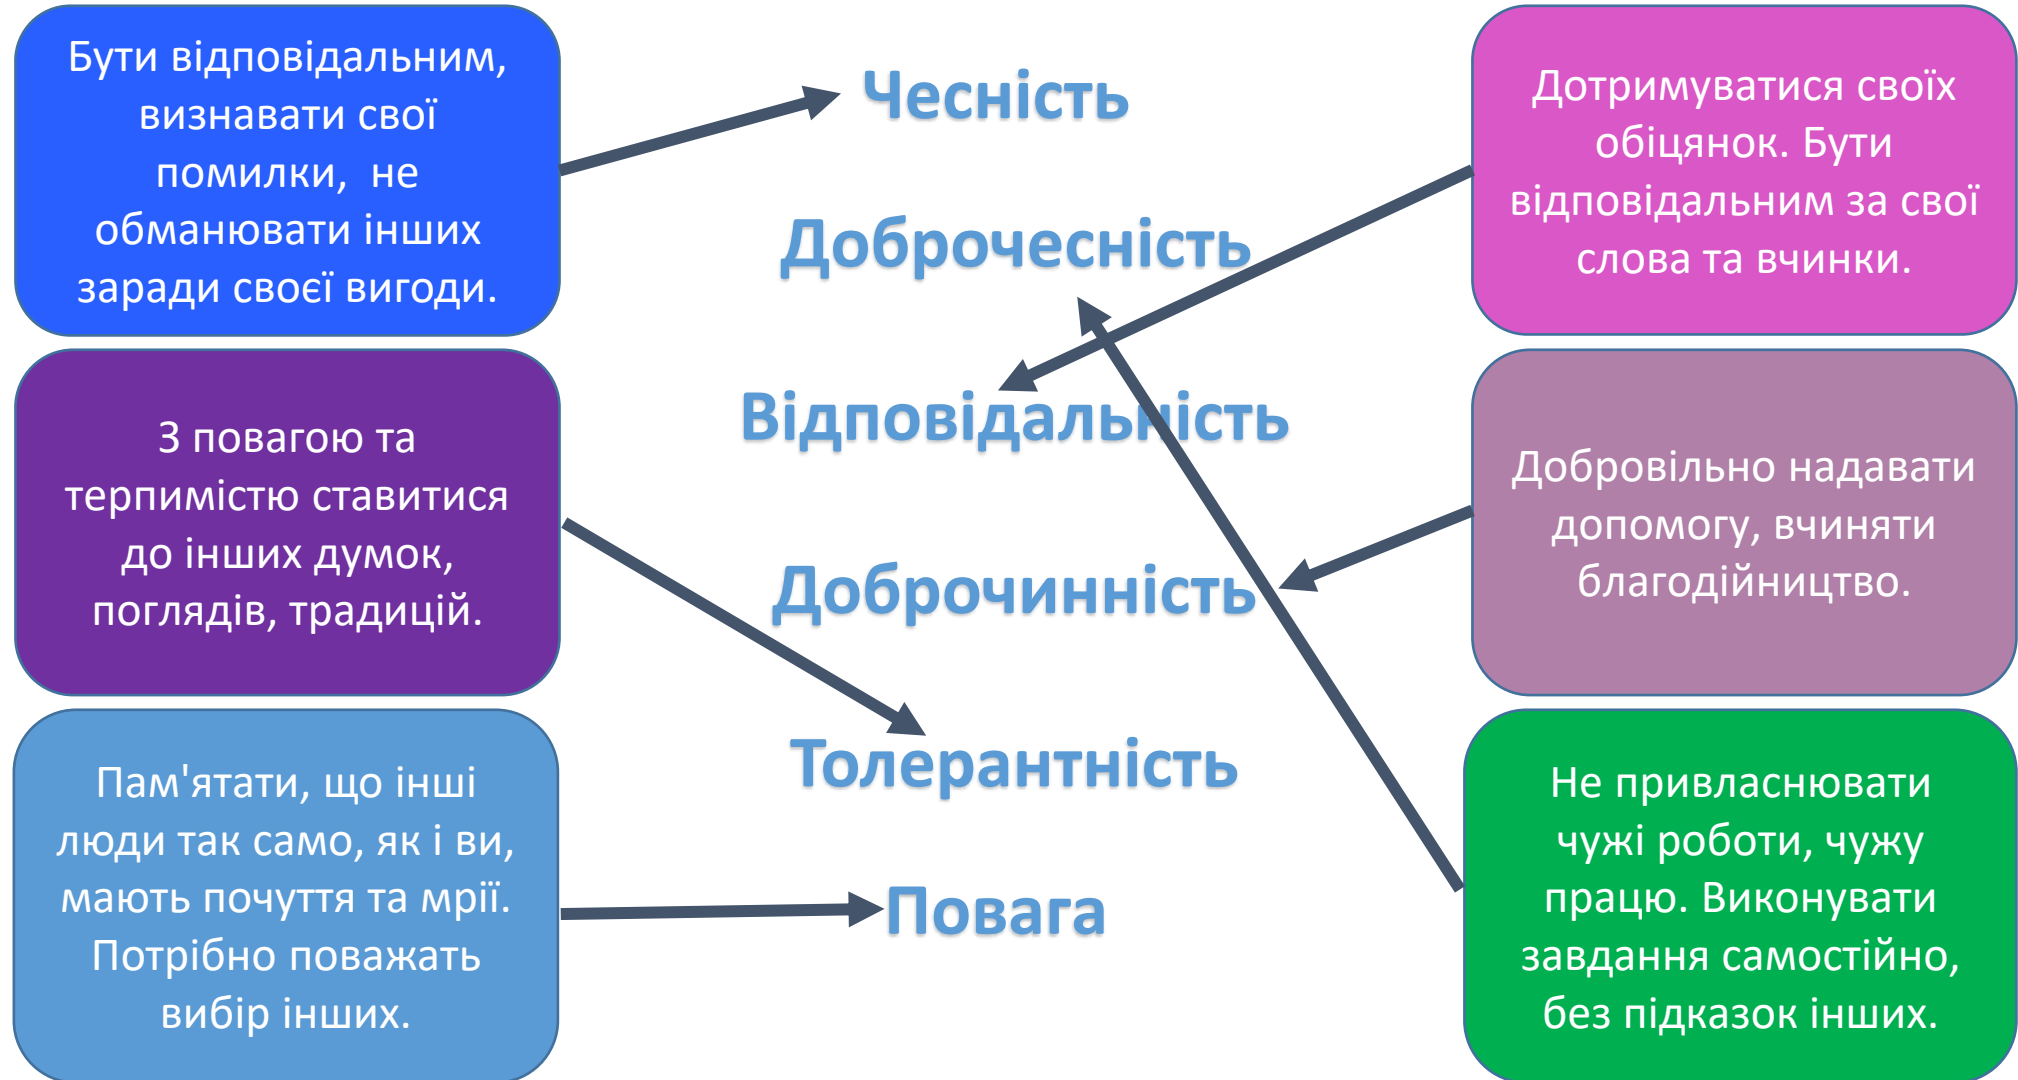 Бути відповідальним,
визнавати свої
помилки,  не
обманювати інших
заради своєї вигоди.
З повагою та
терпимістю ставитися
до інших думок,
поглядів, традицій.
Пам'ятати, що інші
люди так само, як і ви,
мають почуття та мрії.
Потрібно поважать
вибір інших.
Чесність
Доброчесність
Відповідальність
Доброчинність
Толерантність
Повага
Дотримуватися своїх
обіцянок. Бути
відповідальним за свої
слова та вчинки.
Добровільно надавати
допомогу, вчиняти
благодійництво.
Не привласнювати
чужі роботи, чужу
працю. Виконувати
завдання самостійно,
без підказок інших.